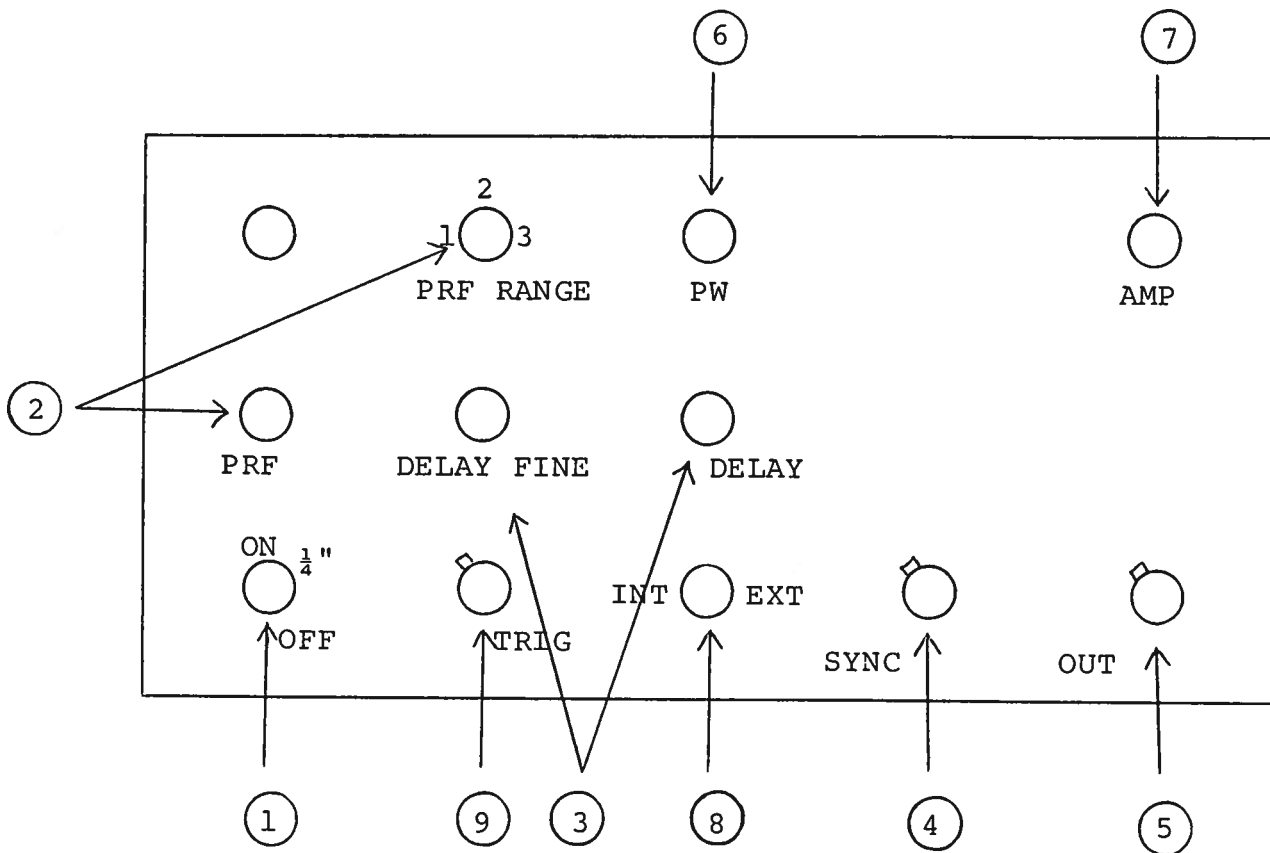 6 7
2
1 3
PRF RANGE PW AMP
2
PRF DELAY FINE DELAY
ON ¼"
INT EXT
OFF TRIG SYNC OUT
1 9 3 8 4 5